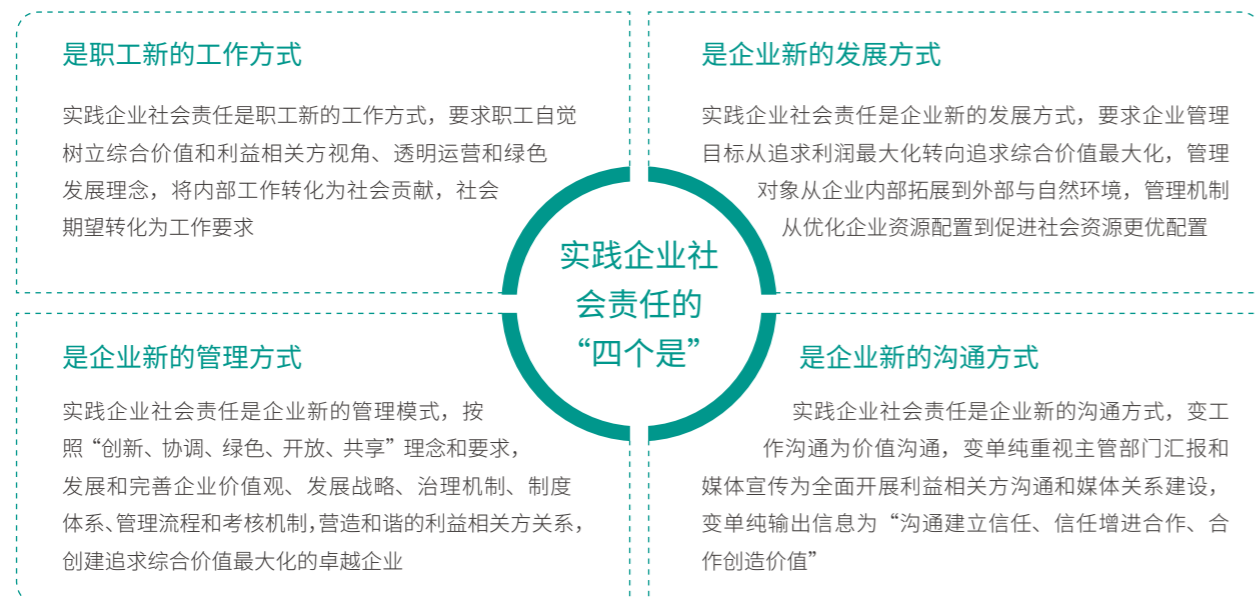 是职工新的工作方式
实践企业社会责任是职工新的工作方式，要求职工自觉
树立综合价值和利益相关方视角、透明运营和绿色
发展理念，将内部工作转化为社会贡献，社会
期望转化为工作要求
是企业新的发展方式
实践企业社会责任是企业新的发展方式，要求企业管理
目标从追求利润最大化转向追求综合价值最大化，管理
对象从企业内部拓展到外部与自然环境，管理机制
从优化企业资源配置到促进社会资源更优配置
实践企业社
会责任的
“四个是”
是企业新的管理方式
实践企业社会责任是企业新的管理模式，按
照“创新、协调、绿色、开放、共享”理念和要求，
发展和完善企业价值观、发展战略、治理机制、制度
体系、管理流程和考核机制，营造和谐的利益相关方关系，
创建追求综合价值最大化的卓越企业
是企业新的沟通方式
实践企业社会责任是企业新的沟通方式，变工
作沟通为价值沟通，变单纯重视主管部门汇报和
媒体宣传为全面开展利益相关方沟通和媒体关系建设，
变单纯输出信息为“沟通建立信任、信任增进合作、合
作创造价值”